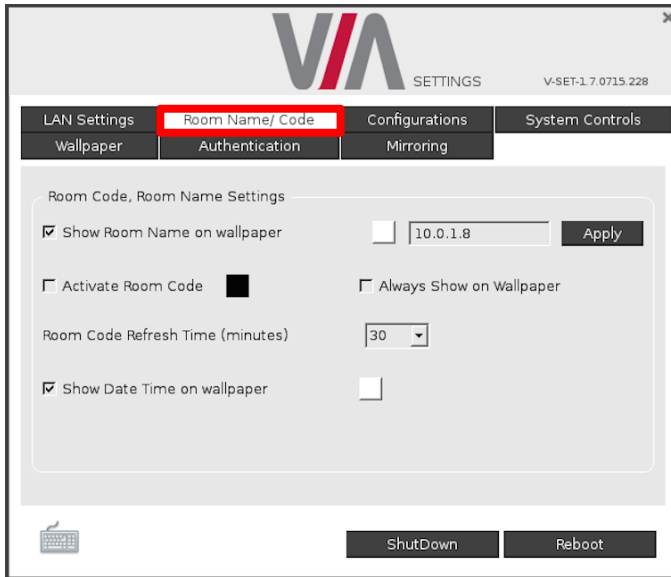 VIA
SETTINGS V-SET-1.7.0715.228
LAN Settings Room Name/ Code Configurations System Controls
Wallpaper Authentication Mirroring
Room Code, Room Name Settings
Show Room Name on wallpaper 10.0.1.8 Apply
Activate Room Code Always Show on Wallpaper
Room Code Refresh Time (minutes) 30
Show Date Time on wallpaper
ShutDown Reboot